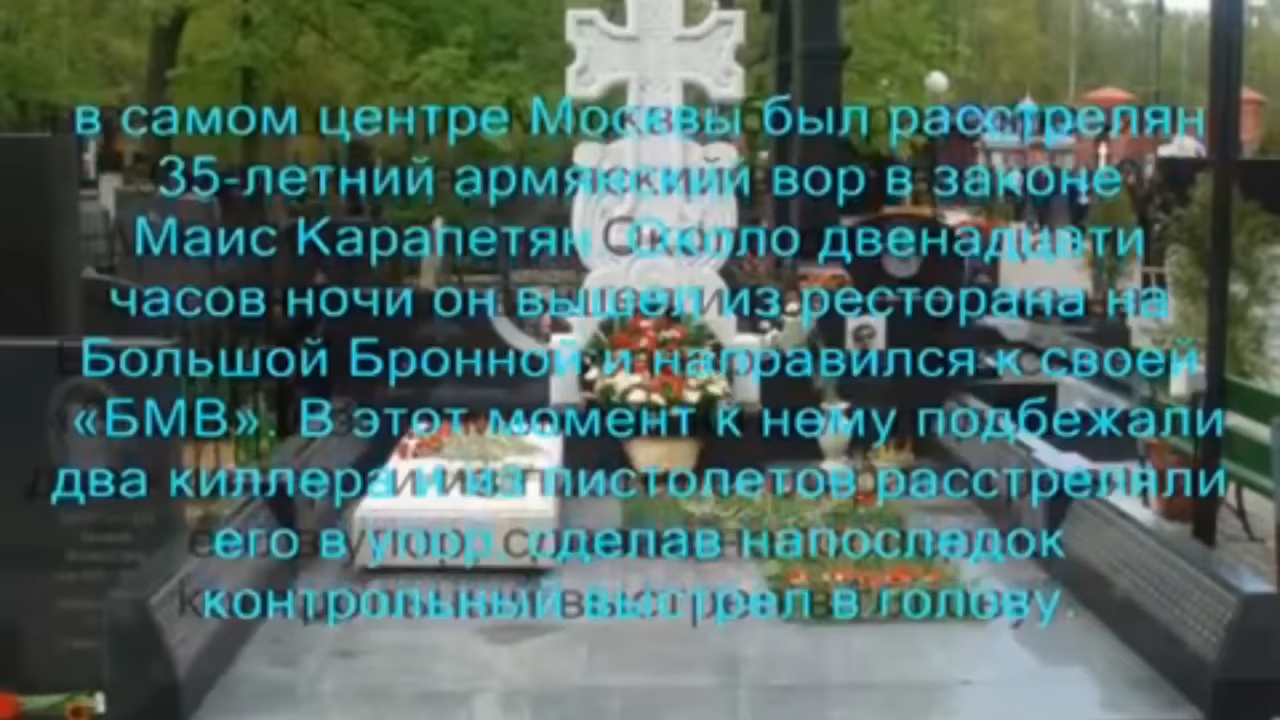 в самом центре Москвы был расстрелян
35-летний армянский вор в законе
Маис Карапетян Около двенадцати
часов ночи он вышел из ресторана на
Большой Бронной и направился к своей
«БМВ». В этот момент к нему подбежали
два киллера и из пистолетов расстреляли
его в упор сделав напоследок
контрольный выстрел в голову.